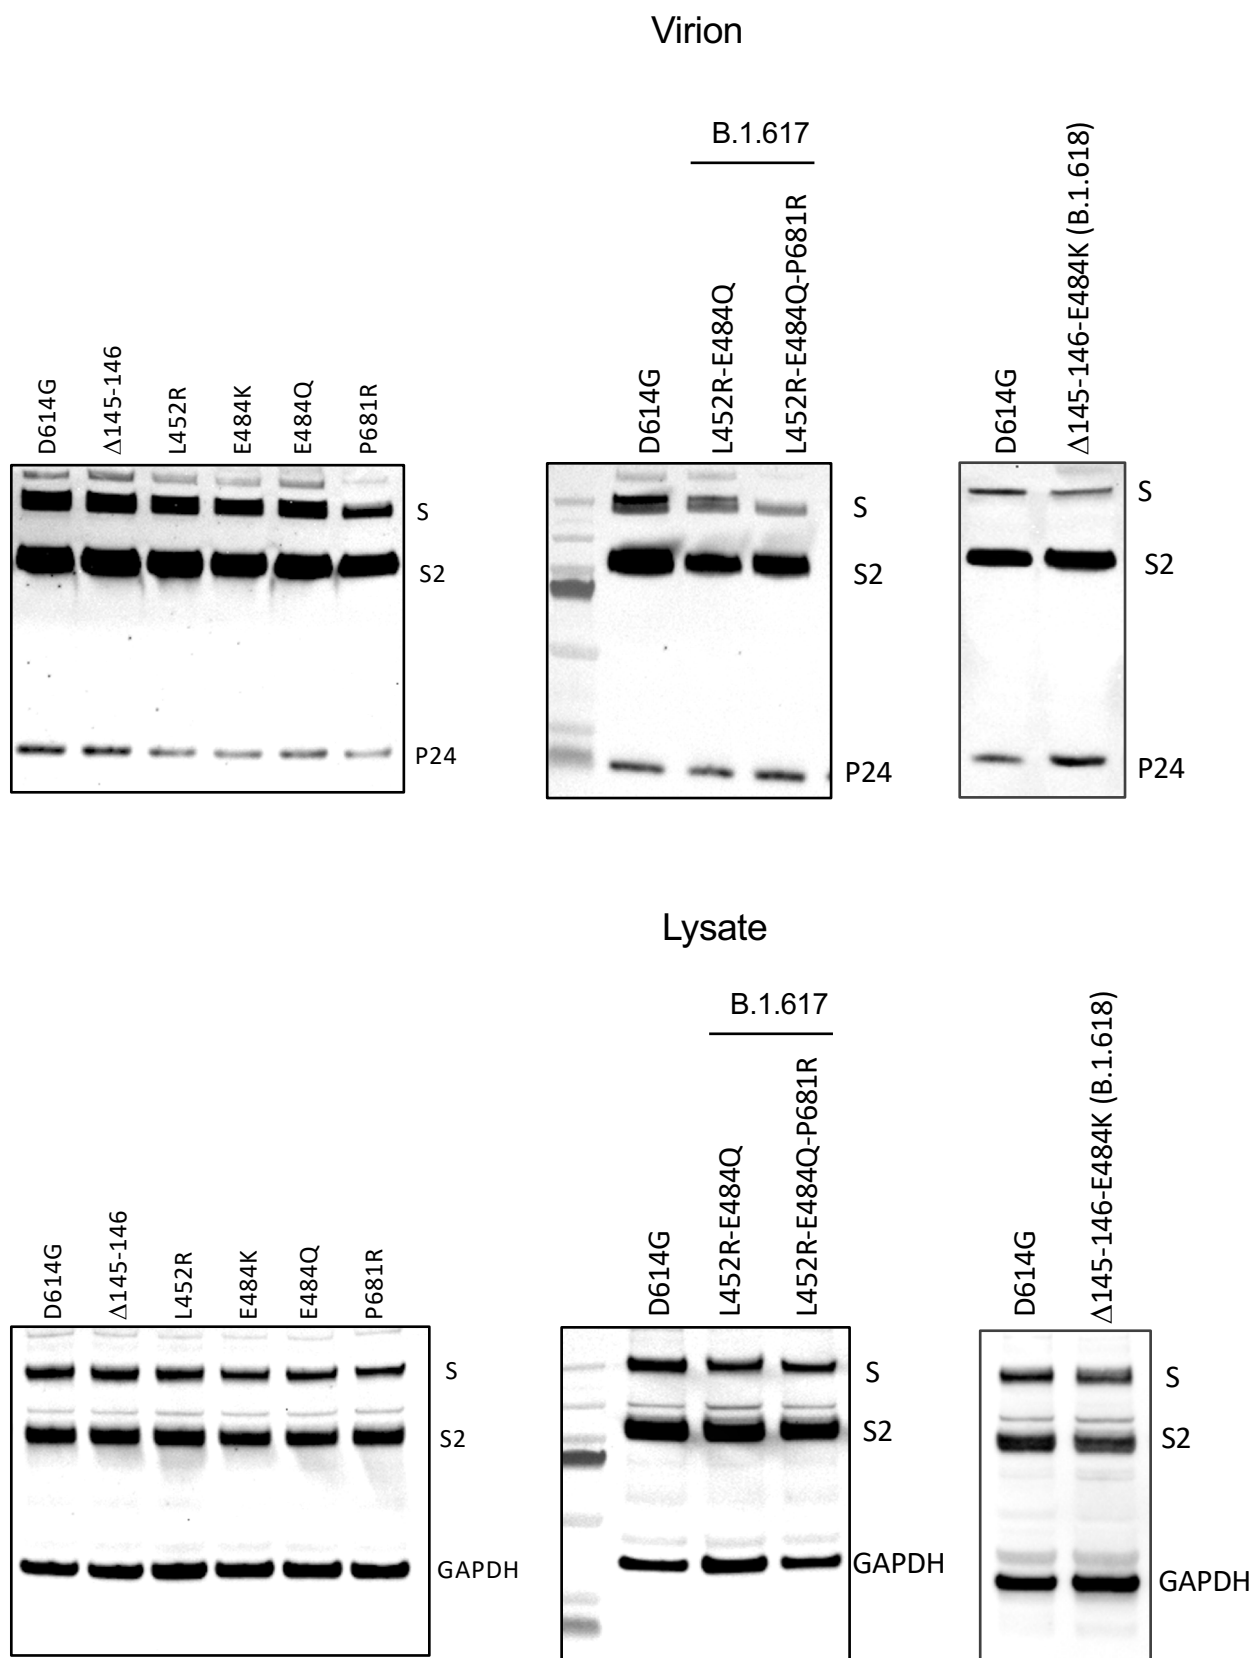 Virion
B.1.617
D614G
Δ145-146
L452R
E484K
E484Q
P681R
D614G
L452R-E484Q
L452R-E484Q-P681R
D614G
Δ145-146-E484K (B.1.618)
S
S2
P24
S
S2
P24
S
S2
P24
Lysate
B.1.617
D614G
Δ145-146
L452R
E484K
E484Q
P681R
D614G
L452R-E484Q
L452R-E484Q-P681R
D614G
Δ145-146-E484K (B.1.618)
S
S2
GAPDH
S
S2
GAPDH
S
S2
GAPDH